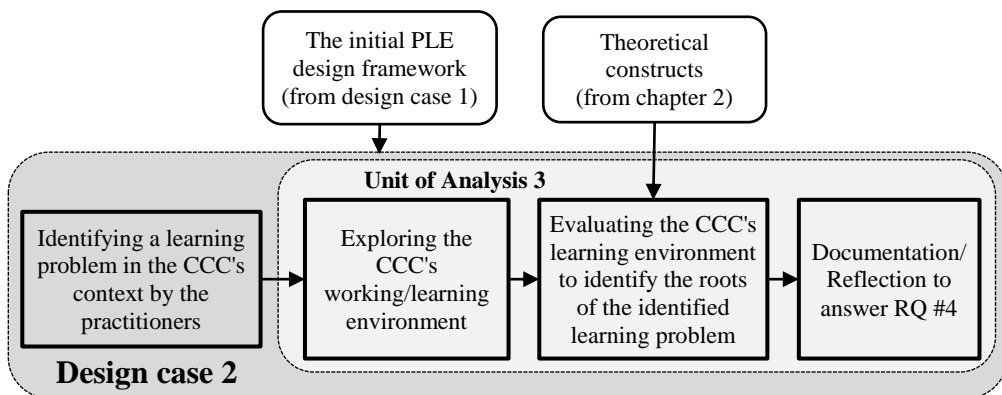 The initial PLE
design framework
(from design case 1)
Theoretical
constructs
(from chapter 2)
Unit of Analysis 3
Identifying a learning
problem in the CCC's
context by the
practitioners
Exploring the
CCC's
working/learning
environment
Evaluating the CCC's
learning environment
to identify the roots
of the identified
learning problem
Documentation/
Reflection to
answer RQ #4
Design case 2